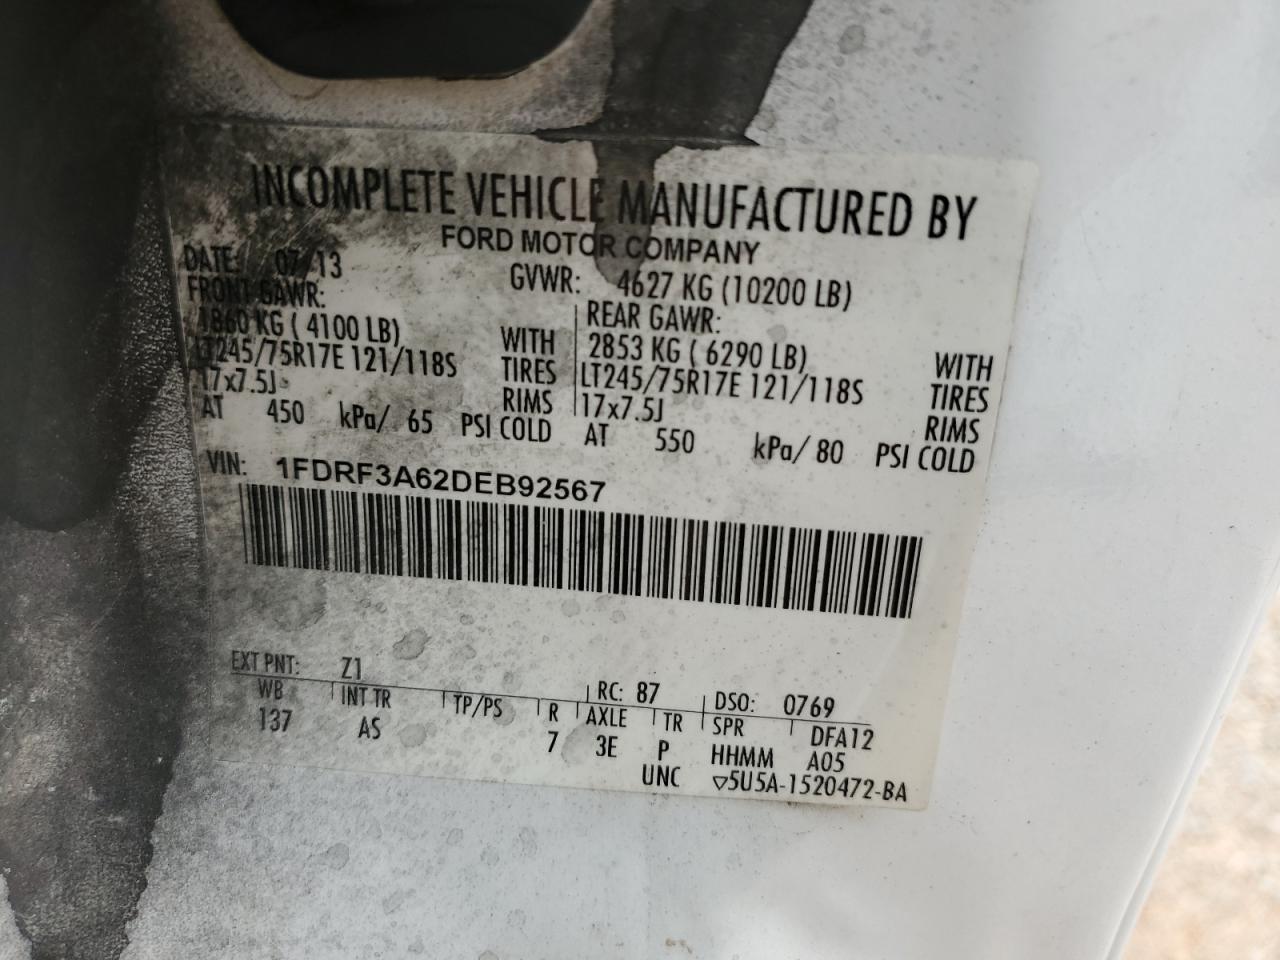 INCOMPLETE VEHICLE MANUFACTURED BY
FORD MOTOR COMPANY
DATE: 07/13 GVWR: 4627 KG (10200 LB)
FRONT GAWR: REAR GAWR:
1860 KG ( 4100 LB) WITH 2853 KG ( 6290 LB) WITH
LT245/75R17E 121/118S TIRES LT245/75R17E 121/118S TIRES
17x7.5J RIMS 17x7.5J RIMS
AT 450 kPa/ 65 PSI COLD AT 550 kPa/ 80 PSI COLD
VIN: 1FDRF3A62DEB92567
EXT PNT: Z1 RC: 87 DSO: 0769
WB INT TR TP/PS R AXLE TR SPR DFA12
137 AS 7 3E P HHMM A05
UNC ▽5U5A-1520472-BA